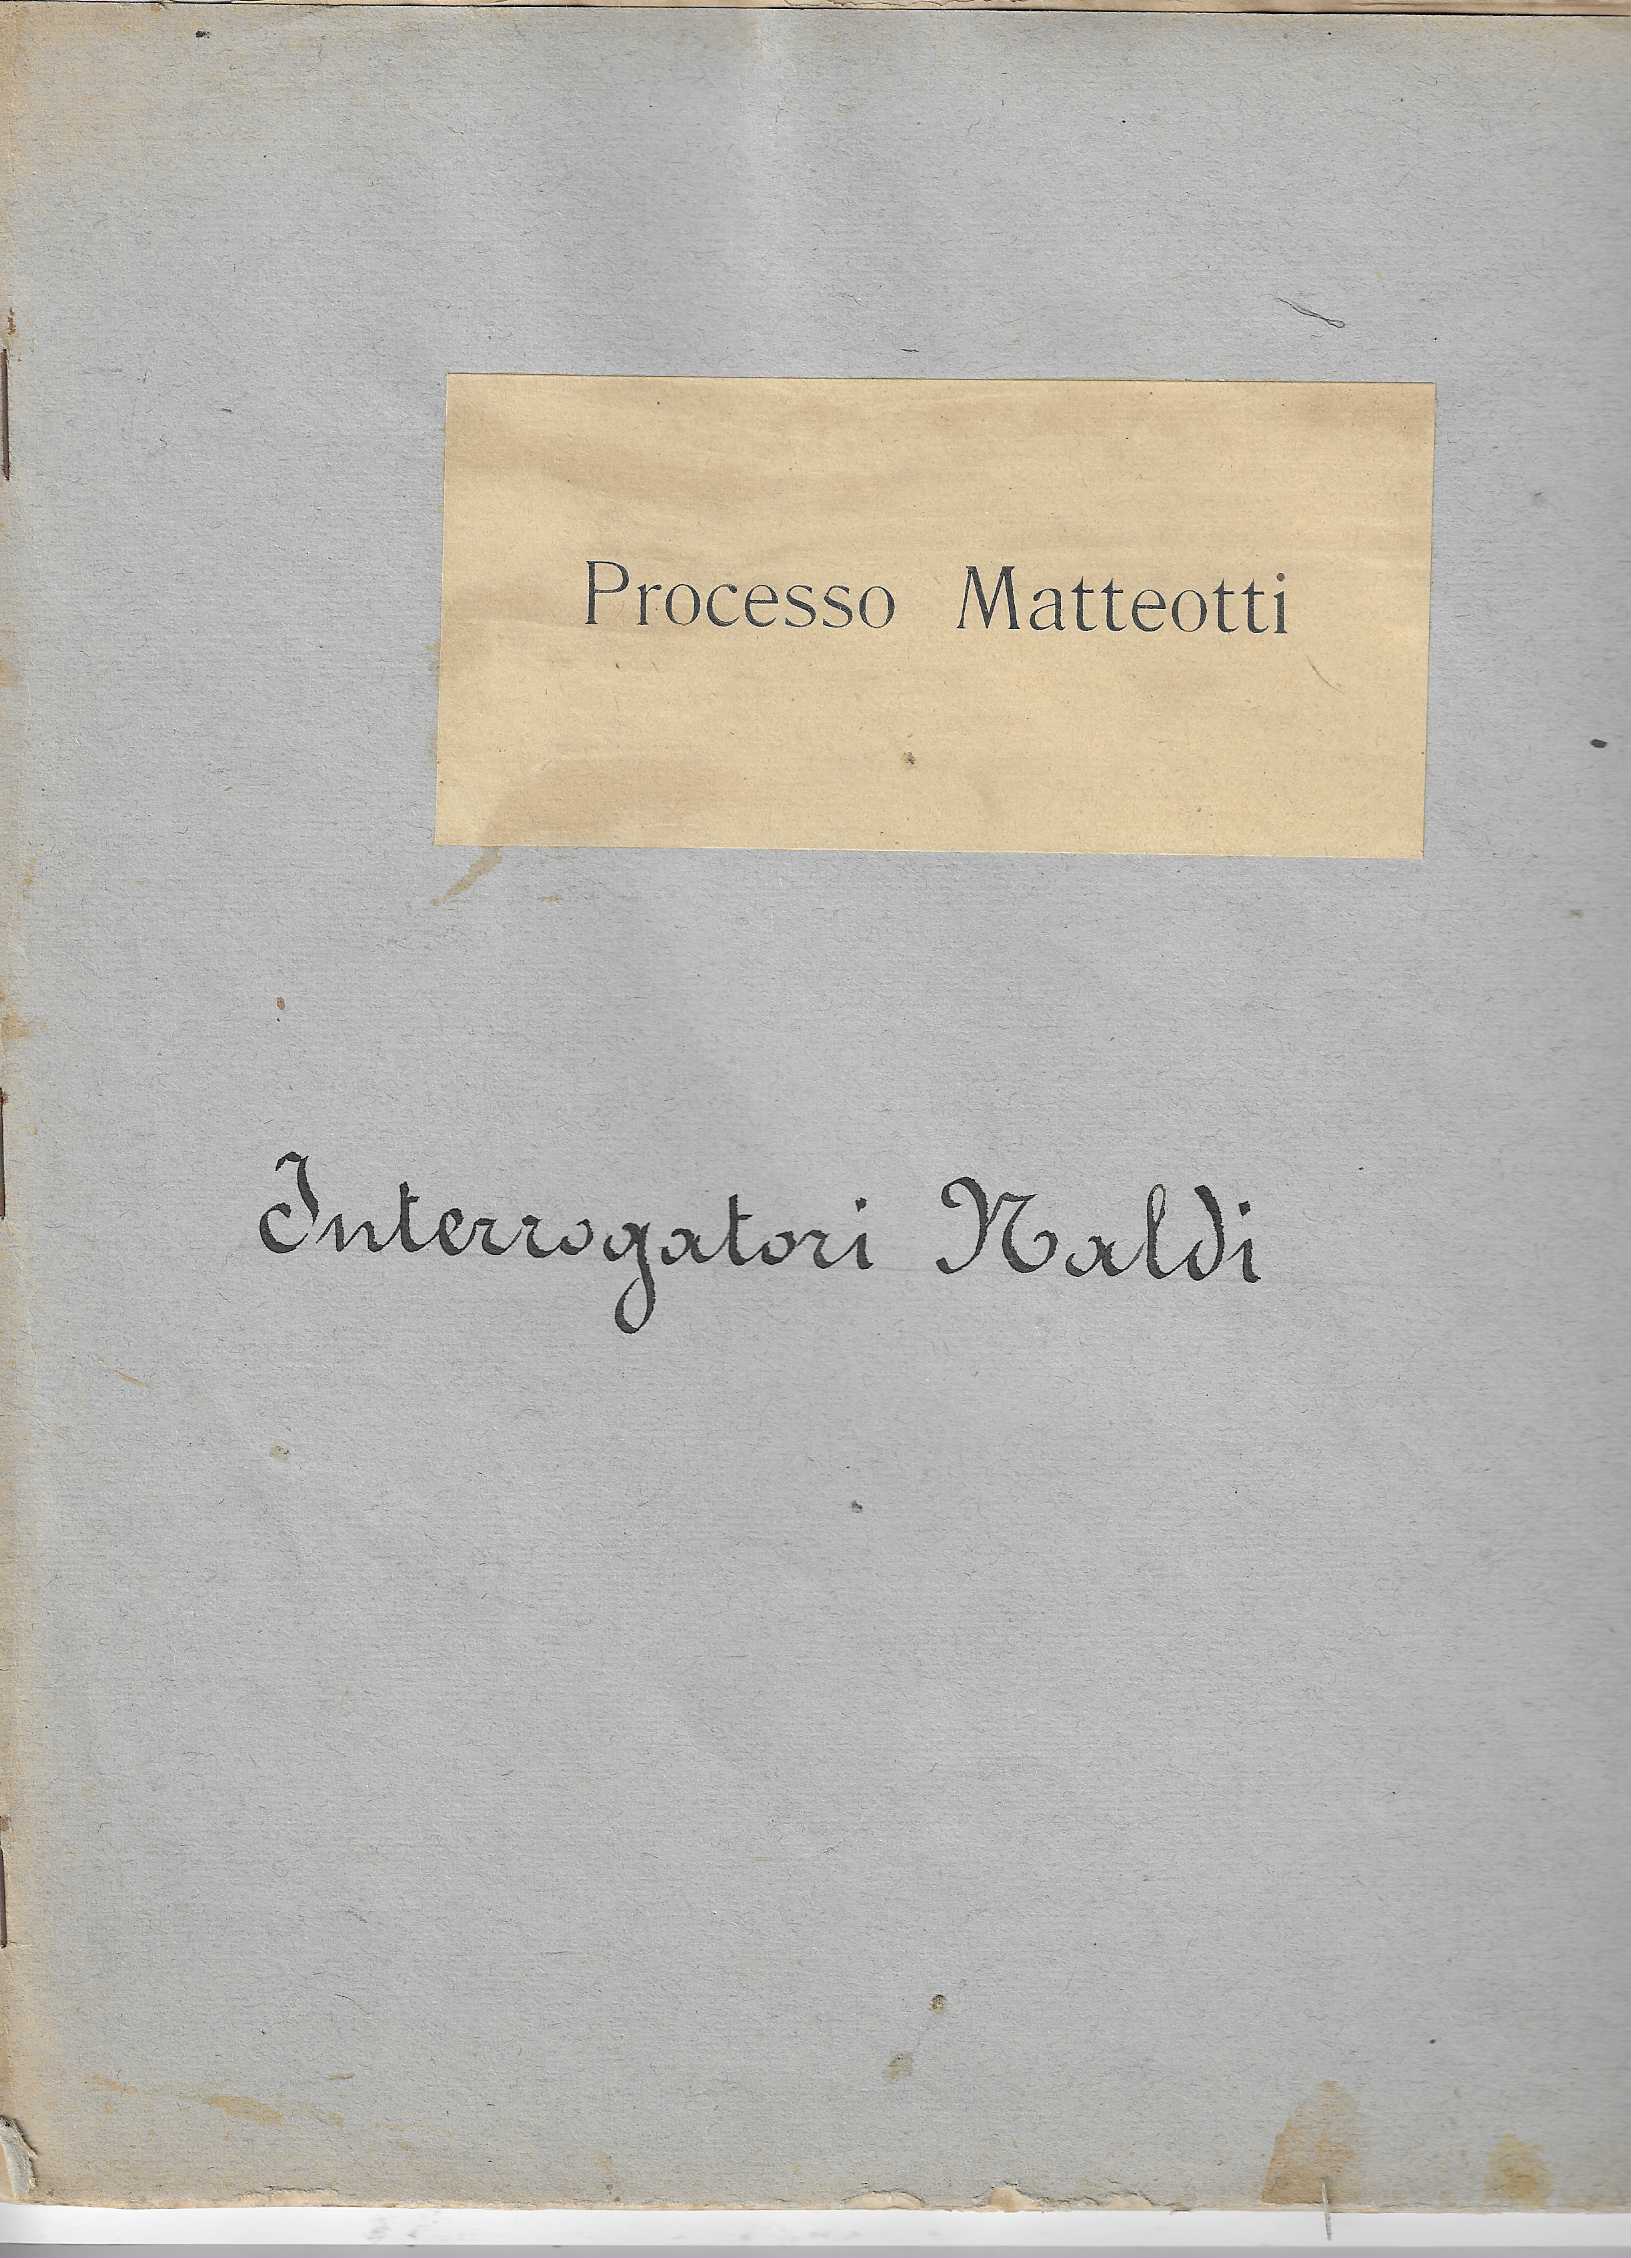 Processo Matteotti
Interrogatori Naldi